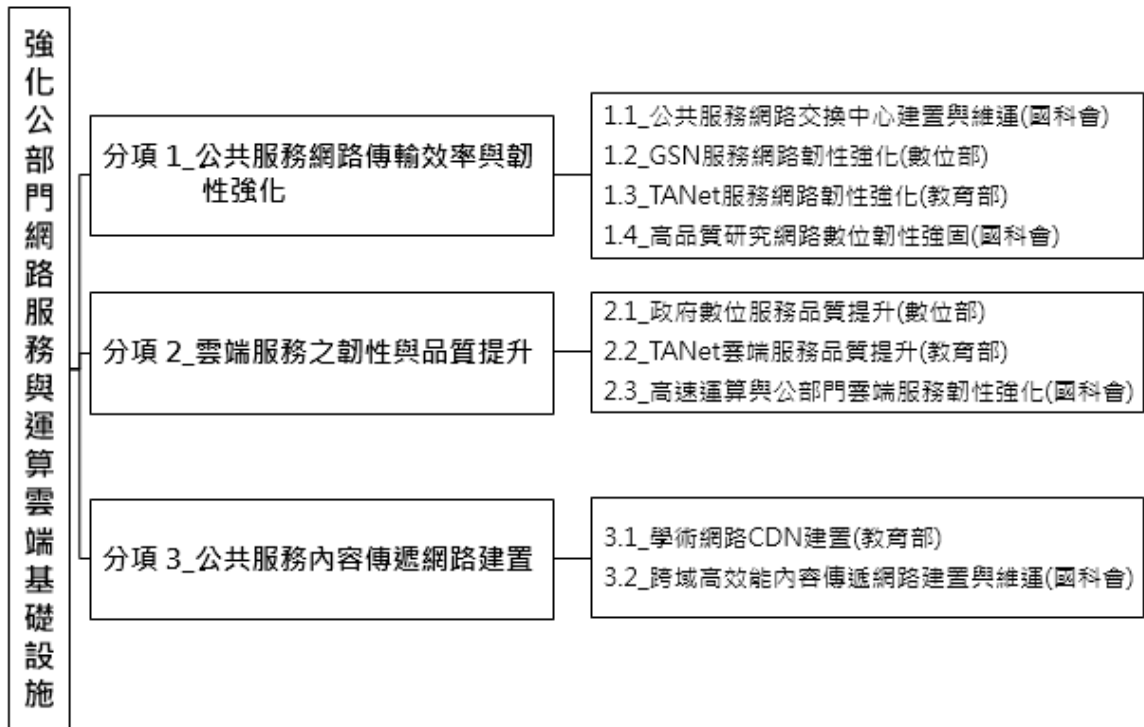 強化公部門網路服務與運算雲端基礎設施
分項 1_公共服務網路傳輸效率與韌
性強化
1.1_公共服務網路交換中心建置與維運(國科會)
1.2_GSN服務網路韌性強化(數位部)
1.3_TANet服務網路韌性強化(教育部)
1.4_高品質研究網路數位韌性強固(國科會)
分項 2_雲端服務之韌性與品質提升
2.1_政府數位服務品質提升(數位部)
2.2_TANet雲端服務品質提升(教育部)
2.3_高速運算與公部門雲端服務韌性強化(國科會)
分項 3_公共服務內容傳遞網路建置
3.1_學術網路CDN建置(教育部)
3.2_跨域高效能內容傳遞網路建置與維運(國科會)